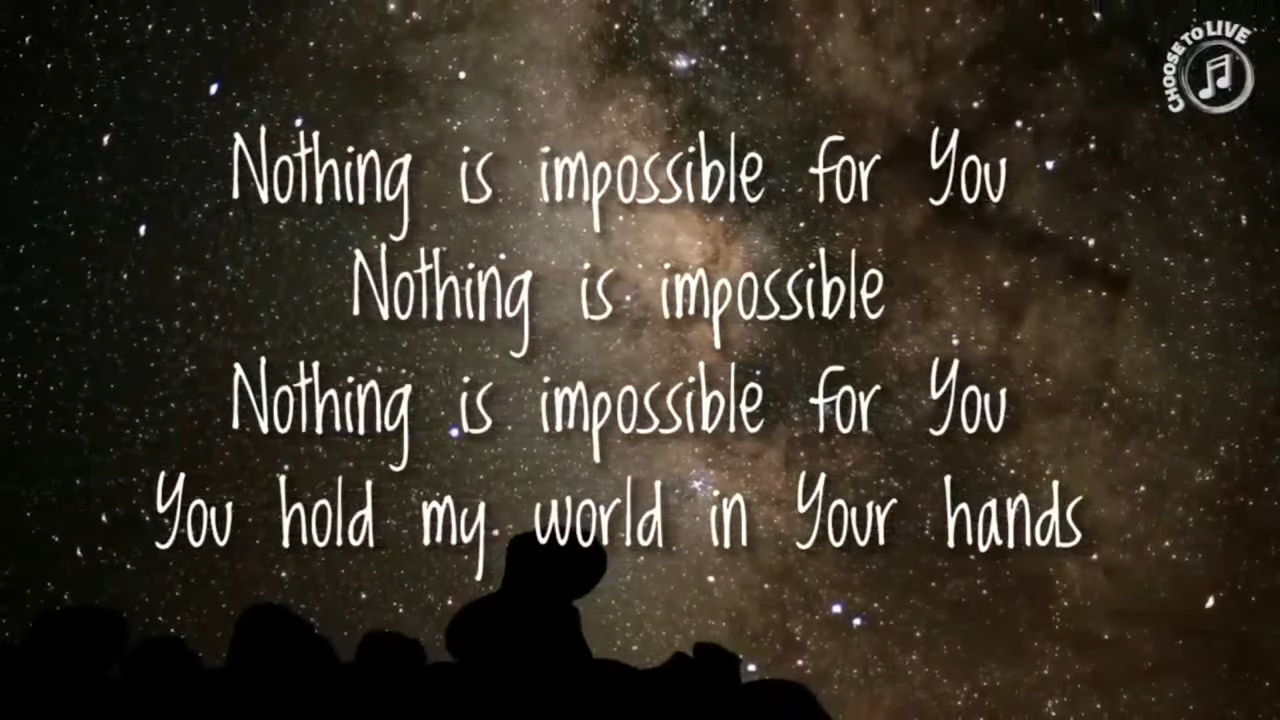 CHOOSE TO LIVE
Nothing is impossible for You
Nothing is impossible
Nothing is impossible for You
You hold my world in Your hands